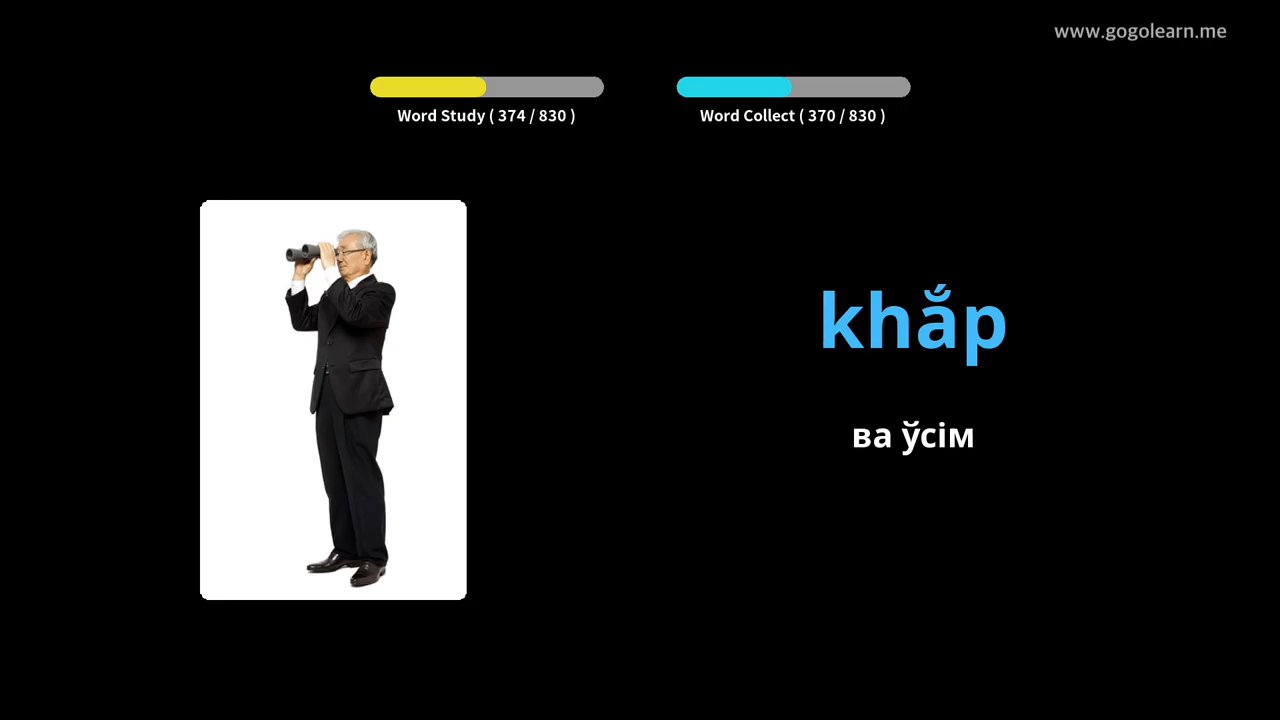 www.gogolearn.me
Word Study ( 374 / 830 )
Word Collect ( 370 / 830 )
khắp
ва ўсім